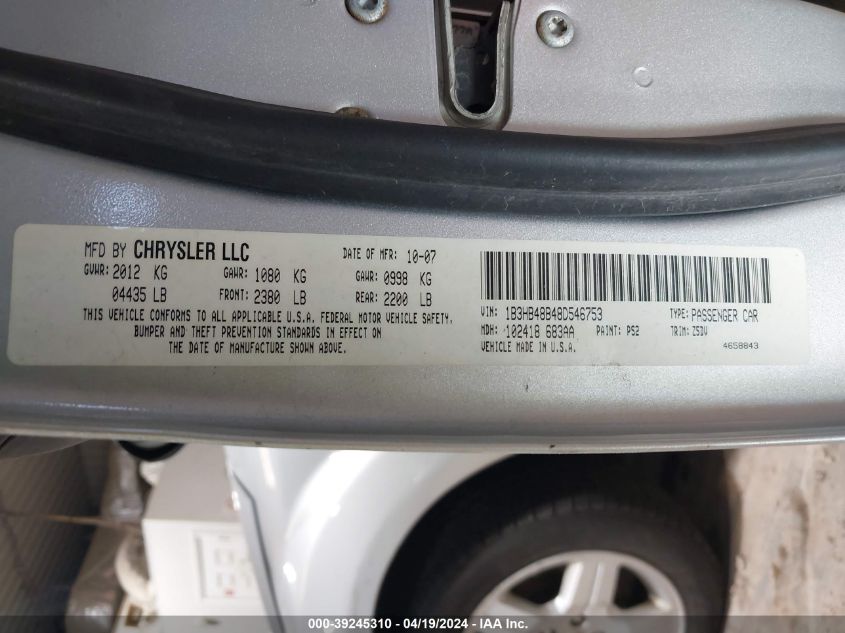 MFD BY CHRYSLER LLC DATE OF MFR: 10-07
GVWR: 2012 KG GAWR: 1080 KG GAWR: 0998 KG
04435 LB FRONT: 2380 LB REAR: 2200 LB
THIS VEHICLE CONFORMS TO ALL APPLICABLE U.S.A. FEDERAL MOTOR VEHICLE SAFETY,
BUMPER AND THEFT PREVENTION STANDARDS IN EFFECT ON
THE DATE OF MANUFACTURE SHOWN ABOVE.
VIN: 1B3HB48B48D546753 TYPE: PASSENGER CAR
MDH: 102418 683AA PAINT: PS2 TRIM: Z5DV
VEHICLE MADE IN U.S.A. 4658843
000-39245310 / 04/19/2024 - IAA Inc.